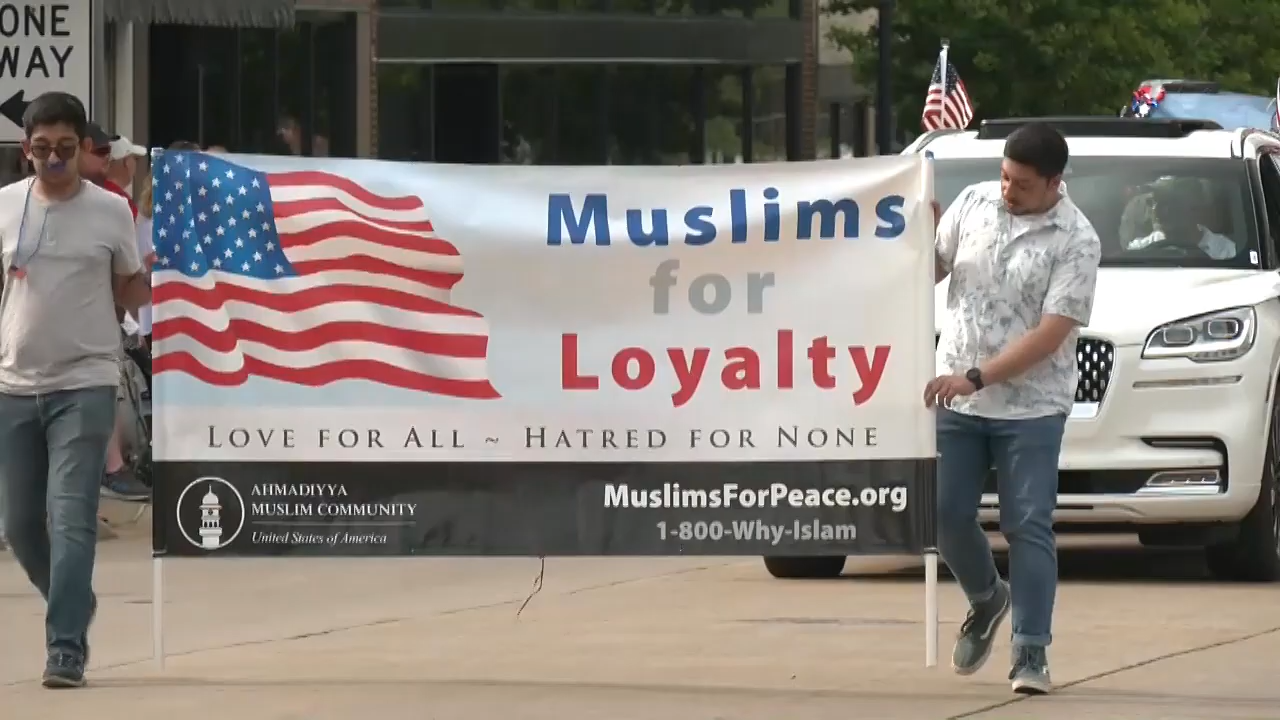 ONE
WAY
Muslims
for
Loyalty
LOVE FOR ALL ~ HATRED FOR NONE
AHMADIYYA
MUSLIM COMMUNITY
United States of America
MuslimsForPeace.org
1-800-Why-Islam